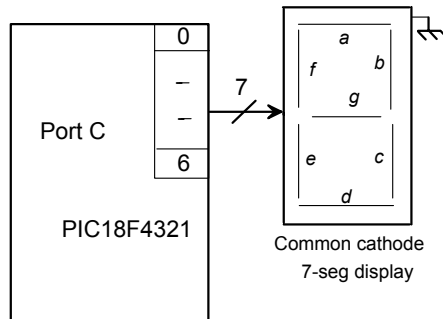 0
a
f
b
7
g
Port C
6
e
c
d
PIC18F4321
Common cathode
7-seg display